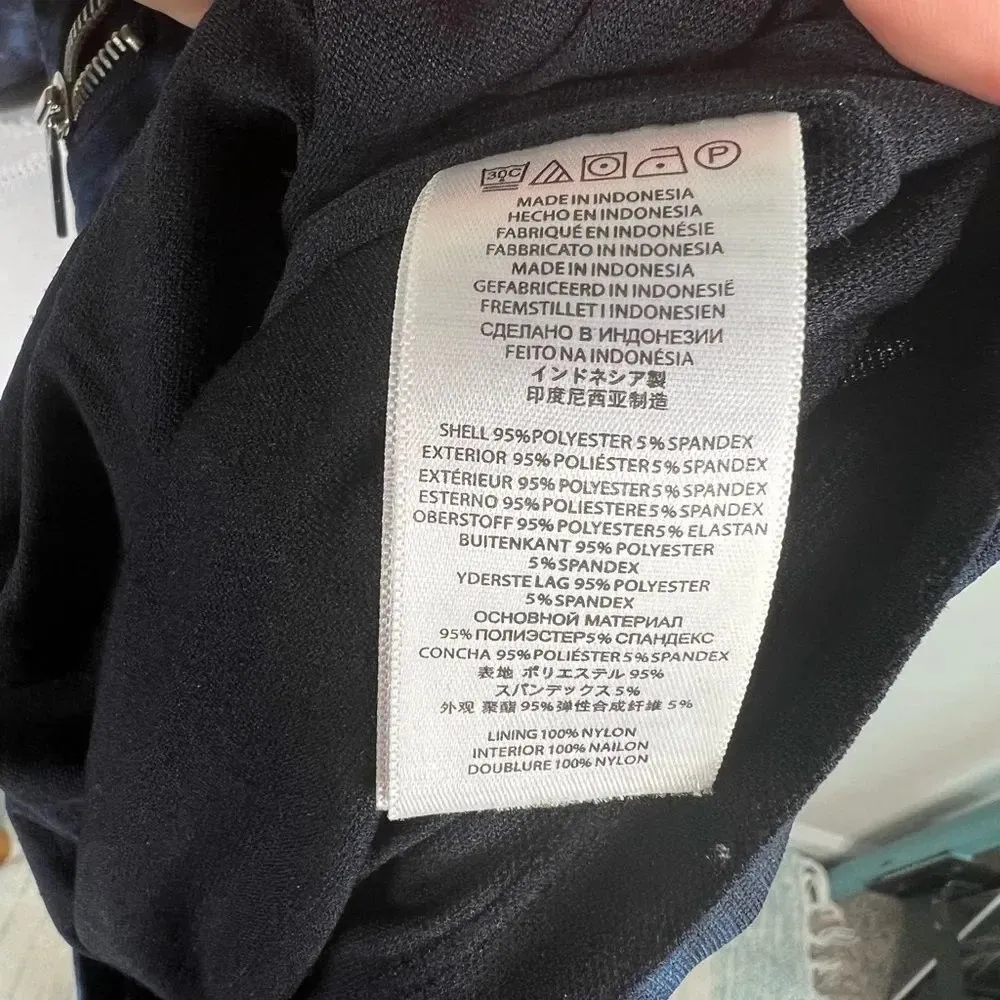 30C
P
MADE IN INDONESIA
HECHO EN INDONESIA
FABRIQUÉ EN INDONÉSIE
FABBRICATO IN INDONESIA
MADE IN INDONESIA
GEFABRICEERD IN INDONESIË
FREMSTILLET I INDONESIEN
СДЕЛАНО В ИНДОНЕЗИИ
FEITO NA INDONÉSIA
インドネシア製
印度尼西亚制造
SHELL 95% POLYESTER 5% SPANDEX
EXTERIOR 95% POLIÉSTER 5% SPANDEX
EXTÉRIEUR 95% POLYESTER 5% SPANDEX
ESTERNO 95% POLIESTERE 5% SPANDEX
OBERSTOFF 95% POLYESTER 5% ELASTAN
BUITENKANT 95% POLYESTER
5% SPANDEX
YDERSTE LAG 95% POLYESTER
5% SPANDEX
ОСНОВНОЙ МАТЕРИАЛ
95% ПОЛИЭСТЕР 5% СПАНДЕКС
CONCHA 95% POLIÉSTER 5% SPANDEX
表地 ポリエステル 95%
スパンデックス 5%
外观 聚酯 95% 弹性合成纤维 5%
LINING 100% NYLON
INTERIOR 100% NAILON
DOUBLURE 100% NYLON